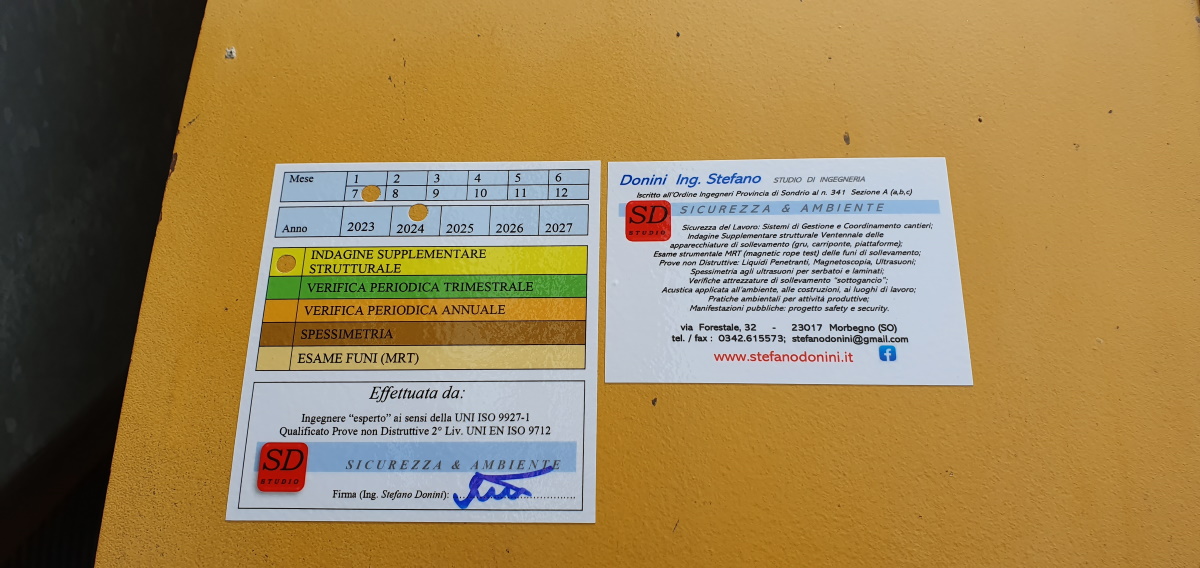 Mese 1 2 3 4 5 6
7 8 9 10 11 12
Anno 2023 2024 2025 2026 2027
INDAGINE SUPPLEMENTARE
STRUTTURALE
VERIFICA PERIODICA TRIMESTRALE
VERIFICA PERIODICA ANNUALE
SPESSIMETRIA
ESAME FUNI (MRT)
Effettuata da:
Ingegnere “esperto” ai sensi della UNI ISO 9927-1
Qualificato Prove non Distruttive 2° Liv. UNI EN ISO 9712
SD
STUDIO
SICUREZZA & AMBIENTE
Firma (Ing. Stefano Donini):
Donini Ing. Stefano STUDIO DI INGEGNERIA
Iscritto all'Ordine Ingegneri Provincia di Sondrio al n. 341 Sezione A (a,b,c)
SD
STUDIO
SICUREZZA & AMBIENTE
Sicurezza del Lavoro: Sistemi di Gestione e Coordinamento cantieri;
Indagine Supplementare strutturale Ventennale delle
apparecchiature di sollevamento (gru, carriponte, piattaforme);
Esame strumentale MRT (magnetic rope test) delle funi di sollevamento;
Prove non Distruttive: Liquidi Penetranti, Magnetoscopia, Ultrasuoni;
Spessimetria agli ultrasuoni per serbatoi e laminati;
Verifiche attrezzature di sollevamento “sottogancio”;
Acustica applicata all'ambiente, alle costruzioni, ai luoghi di lavoro;
Pratiche ambientali per attività produttive;
Manifestazioni pubbliche: progetto safety e security.
via Forestale, 32 - 23017 Morbegno (SO)
tel. / fax : 0342.615573; stefanodonini@gmail.com
www.stefanodonini.it f